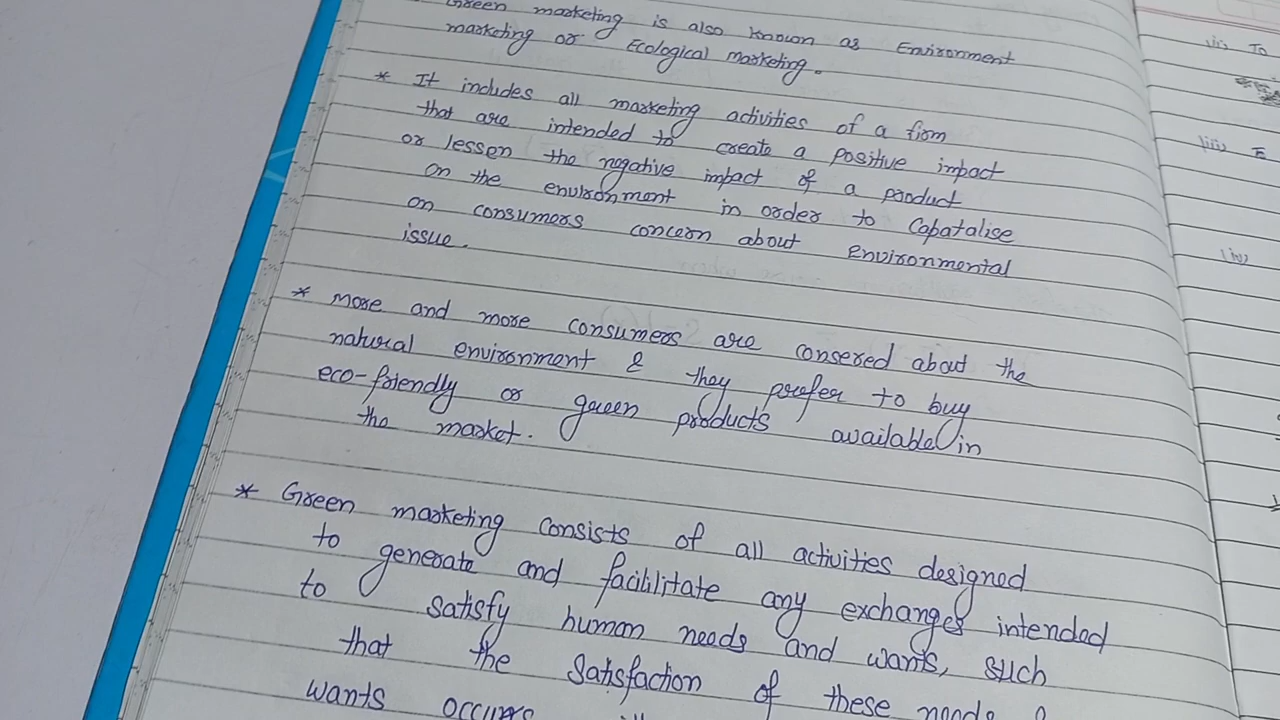 Green marketing is also known as Environment
marketing or Ecological marketing.
* It includes all marketing activities of a firm
that are intended to create a positive impact
or lessen the negative impact of a product
on the environment in order to Capatalise
on consumers concern about environmental
issue.
* More and more consumers are consered about the
natural environment & they prefer to buy
eco-friendly or green products available in
the market.
* Green marketing consists of all activities designed
to generate and facililitate any exchanges intended
to satisfy human needs and wants, such
that the satisfaction of these needs &
wants occurs
(ii) To
(iii)
(iv)